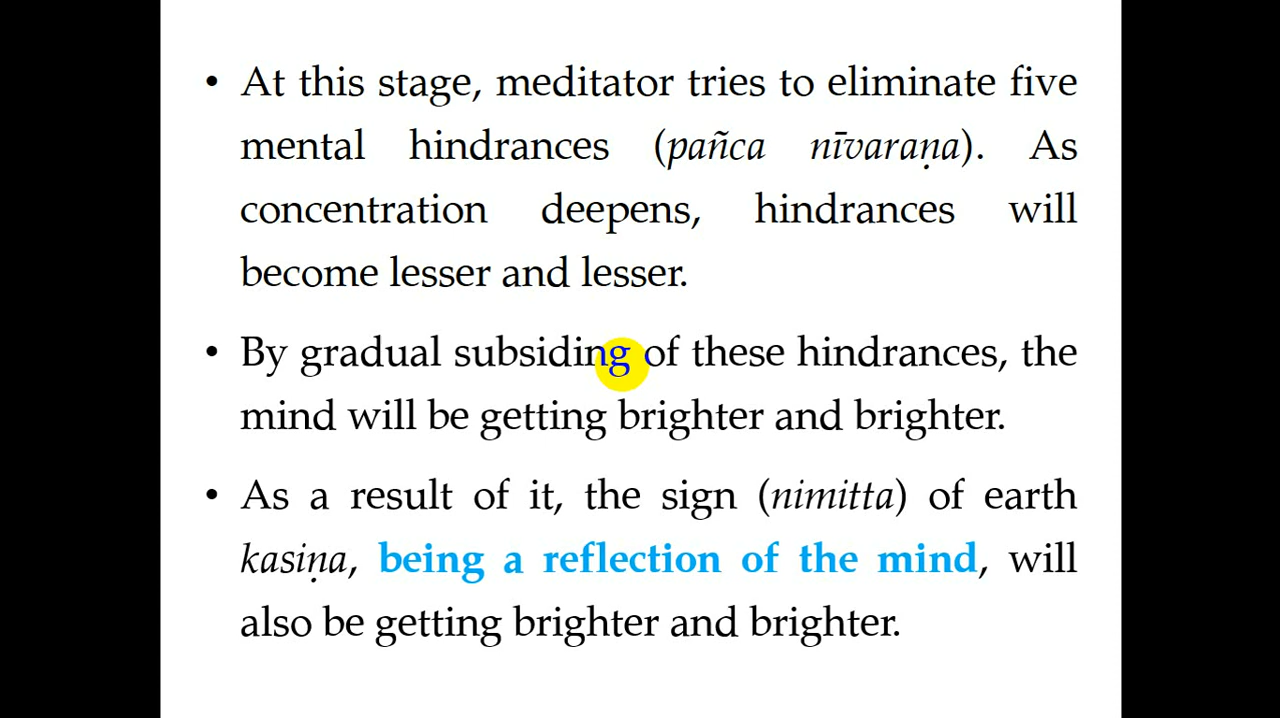 • At this stage, meditator tries to eliminate five
mental hindrances (pañca nīvaraṇa). As
concentration deepens, hindrances will
become lesser and lesser.
• By gradual subsiding of these hindrances, the
mind will be getting brighter and brighter.
• As a result of it, the sign (nimitta) of earth
kasiṇa, being a reflection of the mind, will
also be getting brighter and brighter.